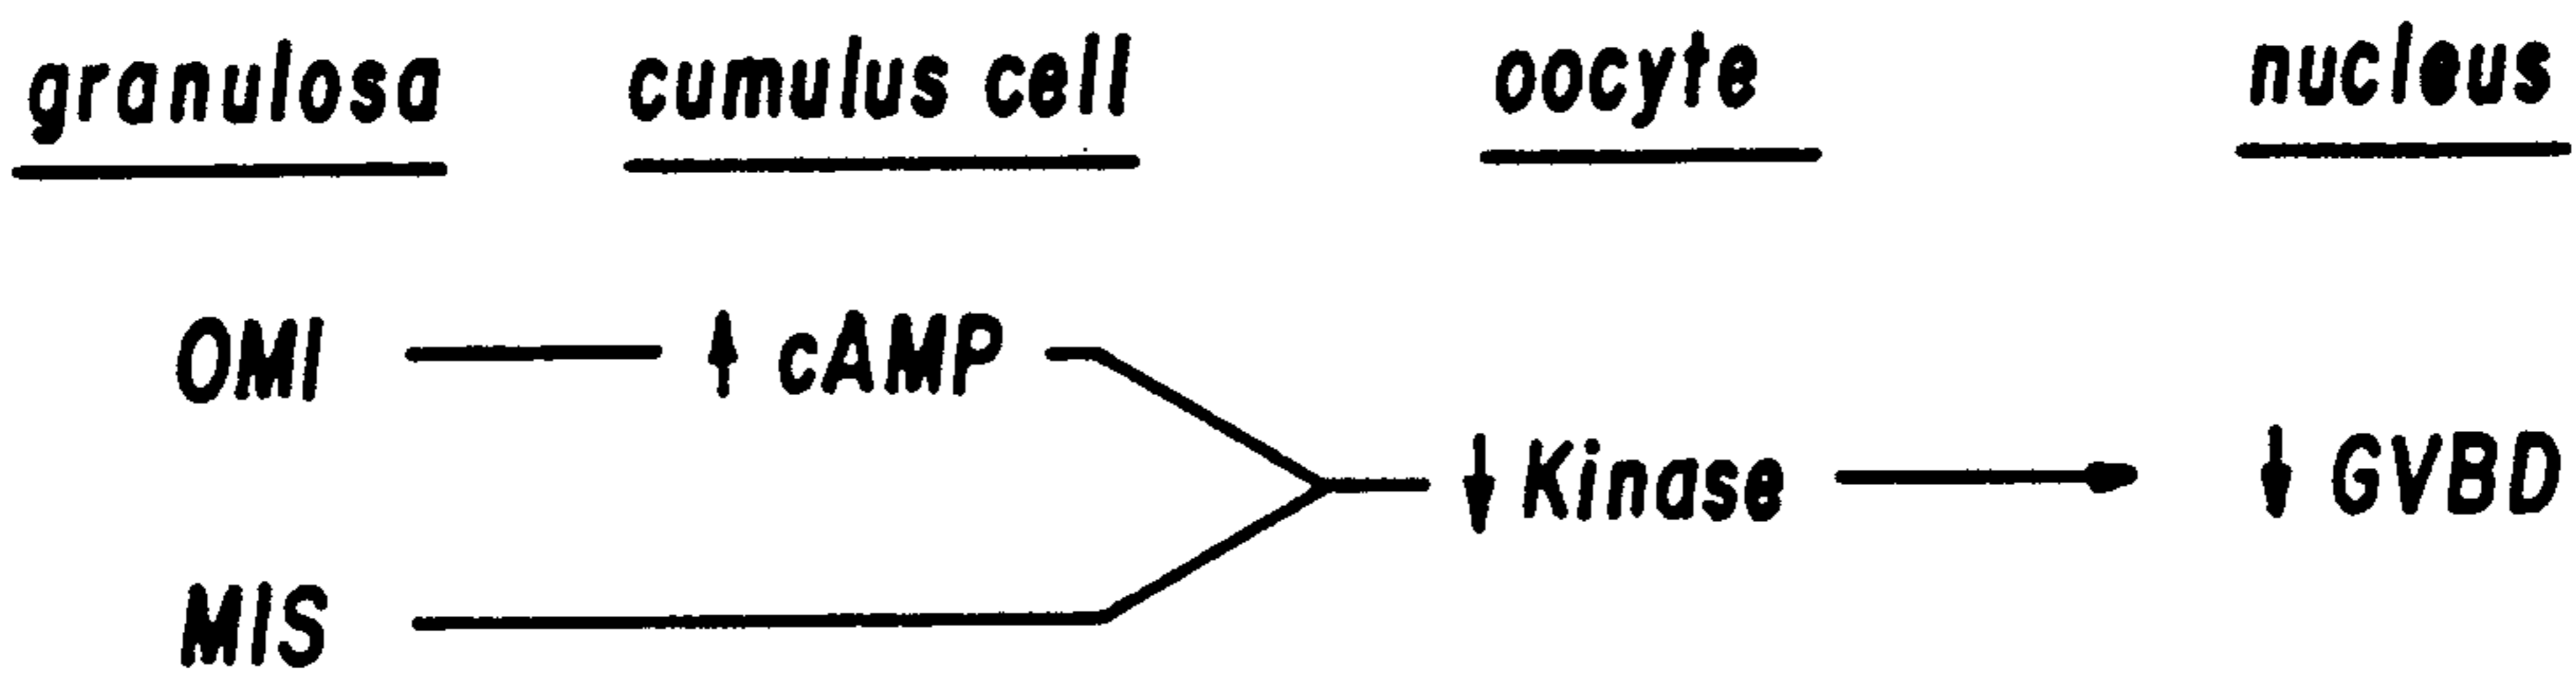 granulosa cumulus cell oocyte nucleus
OMI ↑ cAMP
↓ Kinase ↓ GVBD
MIS